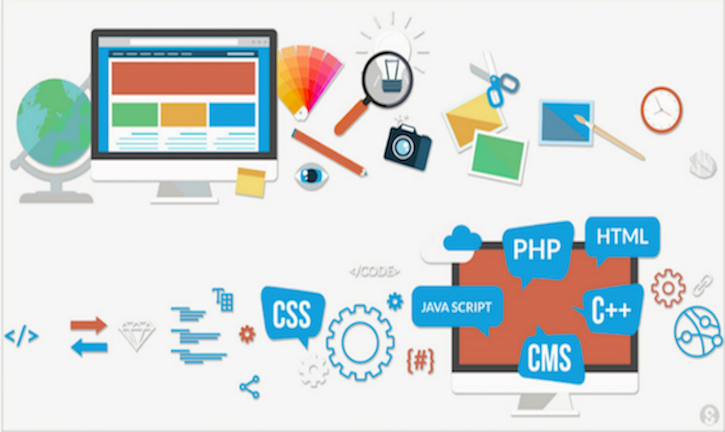 </CODE>
PHP
HTML
</>
CSS
JAVA SCRIPT
C++
{#}
CMS